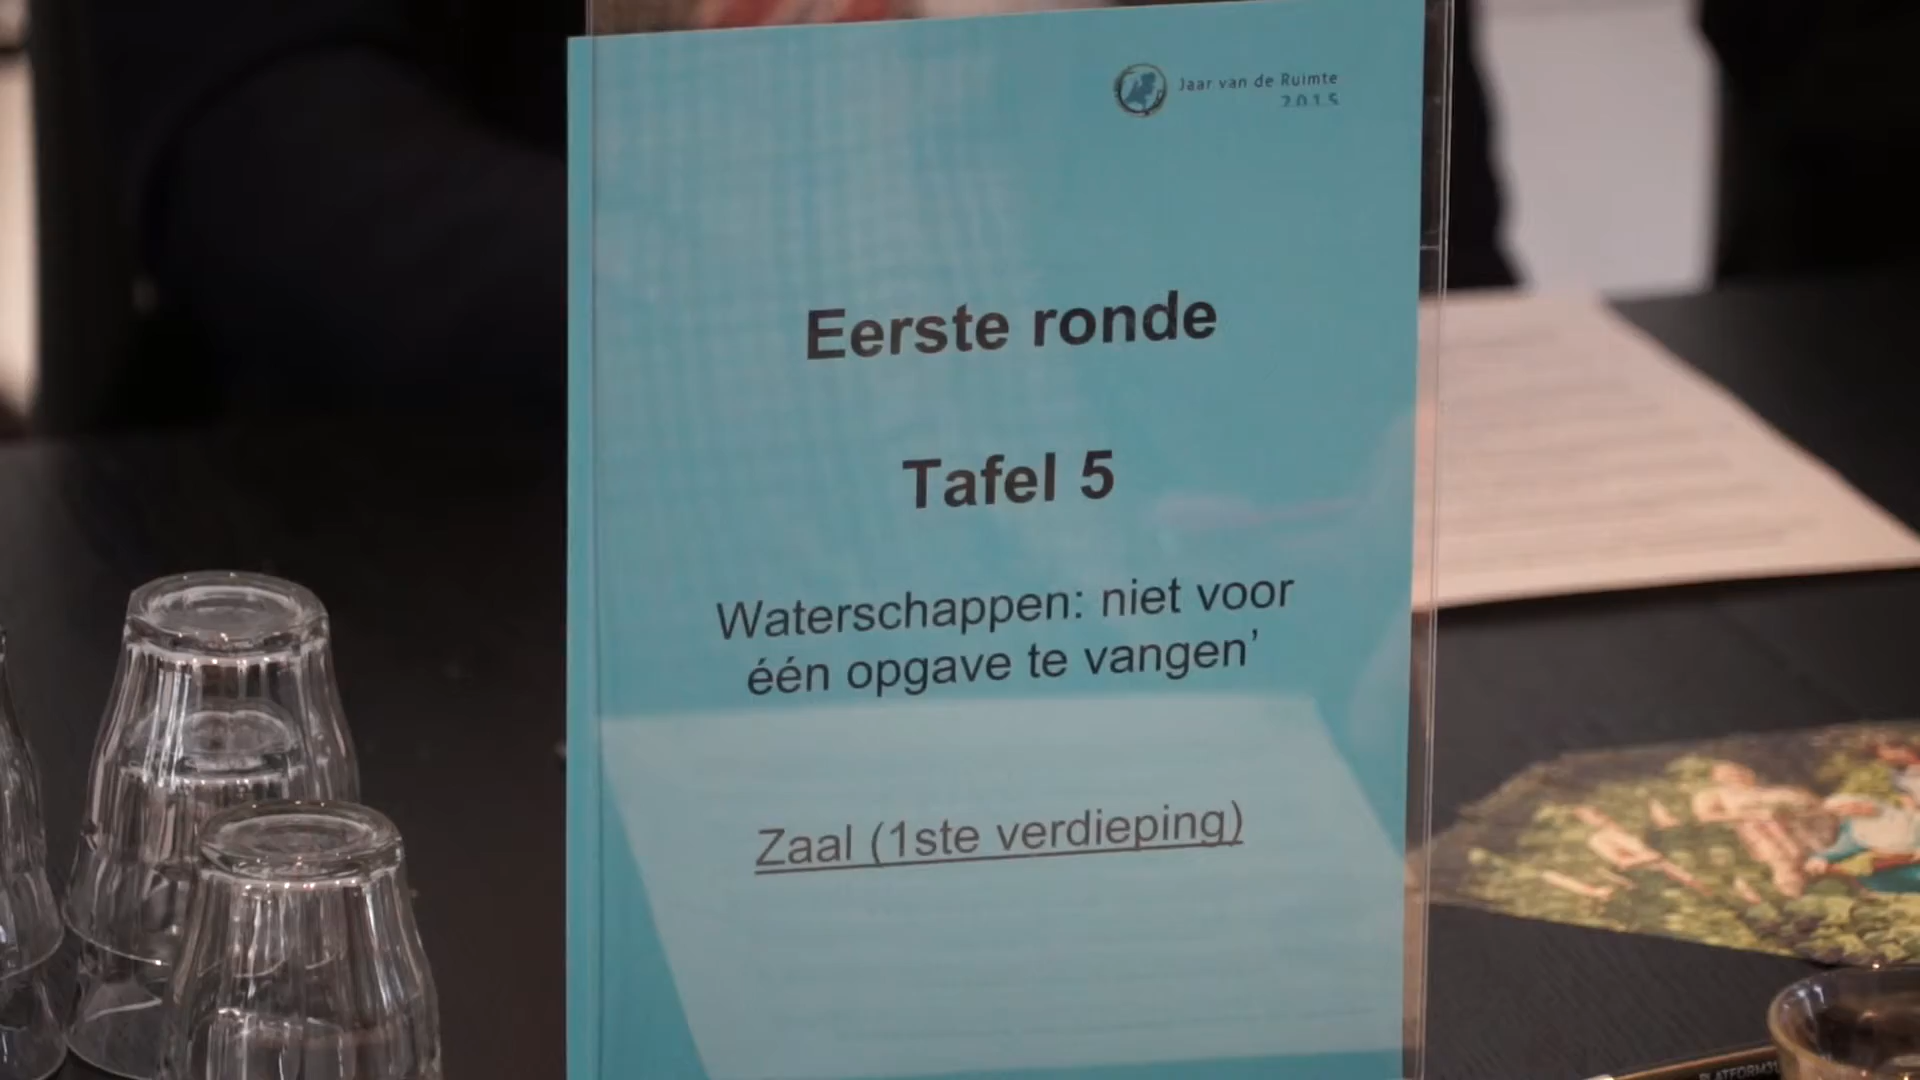 Jaar van de Ruimte
2015
Eerste ronde
Tafel 5
Waterschappen: niet voor
één opgave te vangen’
Zaal (1ste verdieping)
PLATFORM31